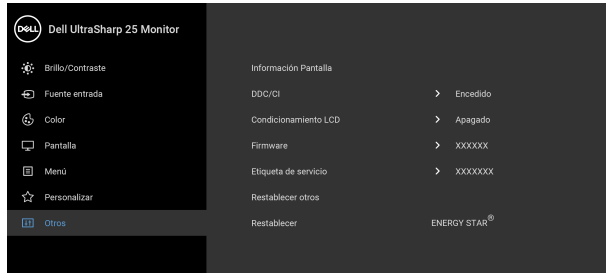 DELL Dell UltraSharp 25 Monitor
Brillo/Contraste Información Pantalla
Fuente entrada DDC/CI > Encedido
Color Condicionamiento LCD > Apagado
Pantalla Firmware > XXXXXX
Menú Etiqueta de servicio > XXXXXXX
Personalizar Restablecer otros
Otros Restablecer ENERGY STAR®